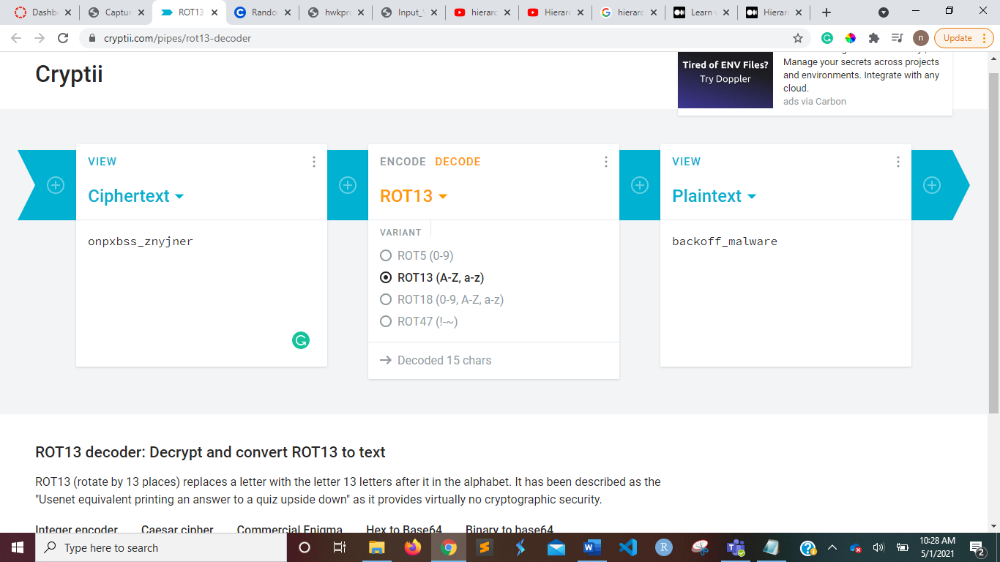 Dashb
Captur
ROT13
Rando
hwkpr
Input_
hierarc
Hierarc
hierarc
Learn
Hierar
cryptii.com/pipes/rot13-decoder
n
Update
Cryptii
Tired of ENV Files?
Try Doppler
Manage your secrets across projects
and environments. Integrate with any
cloud.
ads via Carbon
VIEW
Ciphertext
onpxbss_znyjner
ENCODE DECODE
ROT13
VARIANT
ROT5 (0-9)
ROT13 (A-Z, a-z)
ROT18 (0-9, A-Z, a-z)
ROT47 (!-~)
→ Decoded 15 chars
VIEW
Plaintext
backoff_malware
ROT13 decoder: Decrypt and convert ROT13 to text
ROT13 (rotate by 13 places) replaces a letter with the letter 13 letters after it in the alphabet. It has been described as the
"Usenet equivalent printing an answer to a quiz upside down" as it provides virtually no cryptographic security.
Integer encoder Caesar cipher Commercial Enigma Hex to Base64 Binary to base64
Type here to search
10:28 AM
5/1/2021
2